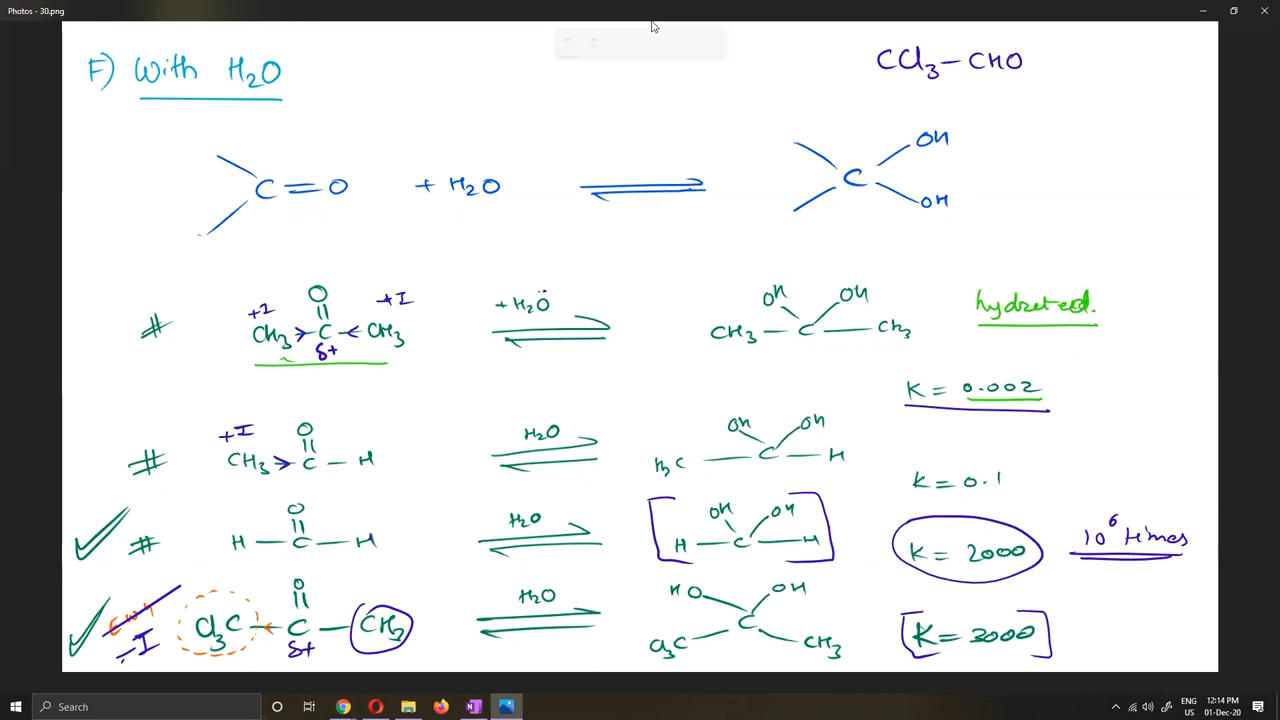 Photos - 30.png
F) With H2O
CCl3 — CHO
C = O + H2O ⇌ C OH OH
hydrated.
# +I CH3 > C < CH3 +I O δ+ + H2O ⇌ OH OH CH3 — C — CH3
K = 0.002
# +I CH3 > C — H O H2O ⇌ OH OH H3C — C — H
K = 0.1
# H — C — H O H2O ⇌ [ OH OH H — C — H ]
K = 2000
10^6 times
-I Cl3C ← C — CH3 O δ+ H2O ⇌ HO OH Cl3C — C — CH3
[K = 3000]
Search
ENG
US
12:14 PM
01-Dec-20